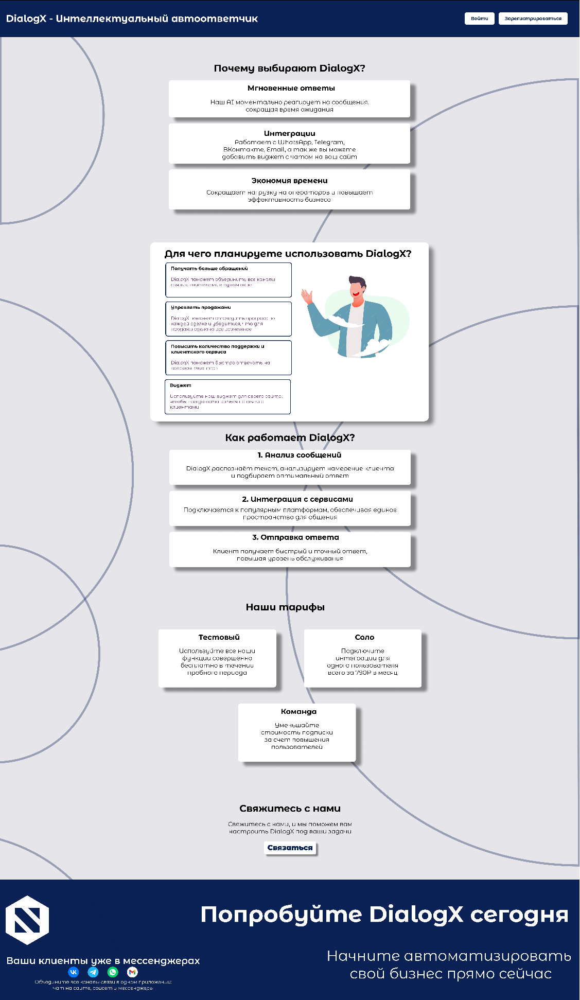 DialogX - Интеллектуальный автоответчик
Войти
Зарегистрироваться
Почему выбирают DialogX?
Мгновенные ответы
Наш AI моментально реагирует на сообщения,
сокращая время ожидания
Интеграции
Работает с WhatsApp, Telegram,
ВКонтакте, Email, а так же вы можете
добавить виджет с чатом на ваш сайт
Экономия времени
Сокращает нагрузку на операторов и повышает
эффективность бизнеса
Для чего планируете использовать DialogX?
Получать больше обращений
DialogX поможет объединить все каналы
связи с клиентами в одном окне
Управлять продажами
DialogX поможет отследить прогресс по
каждой сделке и убедиться, что для
продажи сделано все возможное
Повысить количество поддержки и
клиентского сервиса
DialogX поможет быстро отвечать на
вопросы клиентов
Виджет
Используйте наш виджет для своего сайта,
чтобы всегда оставаться на связи с
клиентами
Как работает DialogX?
1. Анализ сообщений
DialogX распознаёт текст, анализирует намерение клиента
и подбирает оптимальный ответ
2. Интеграция с сервисами
Подключается к популярным платформам, обеспечивая единое
пространство для общения
3. Отправка ответа
Клиент получает быстрый и точный ответ,
повышая уровень обслуживания
Наши тарифы
Тестовый
Используйте все наши
функции совершенно
бесплатно в течении
пробного периода
Соло
Подключите
интеграции для
одного пользователя
всего за 790Р в месяц
Команда
Уменьшайте
стоимость подписки
за счет повышения
пользователей
Свяжитесь с нами
Свяжитесь с нами, и мы поможем вам
настроить DialogX под ваши задачи
Связаться
Попробуйте DialogX сегодня
Начните автоматизировать
свой бизнес прямо сейчас
Ваши клиенты уже в мессенджерах
Объедините все каналы связи в одном приложении:
чат на сайте, соцсет и мессенджеры